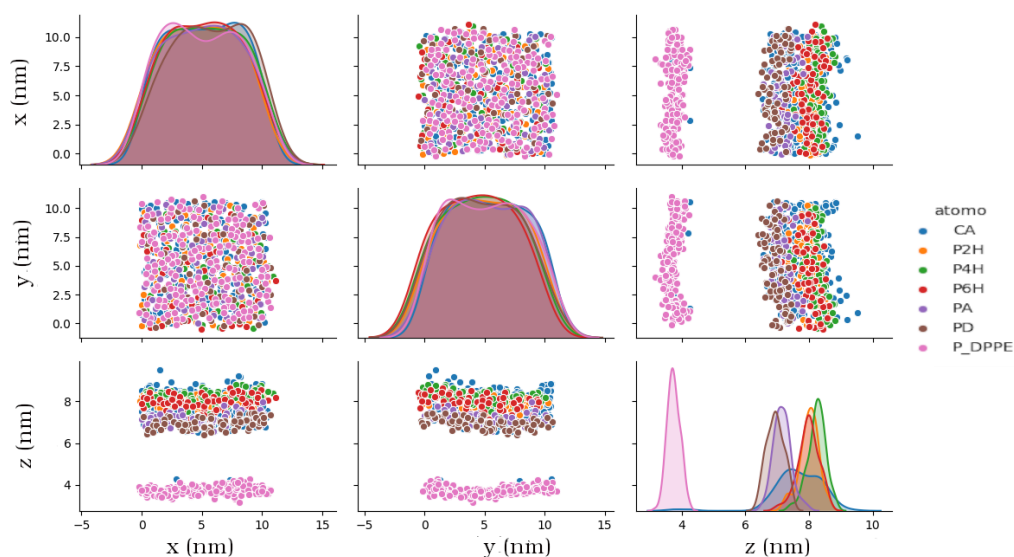 x (nm)
10.0
7.5
5.0
2.5
0.0
y (nm)
10.0
7.5
5.0
2.5
0.0
atomo
CA
P2H
P4H
P6H
PA
PD
P_DPPE
z (nm)
8
6
4
−5 0 5 10 15
−5 0 5 10 15
4 6 8 10
x (nm) y (nm) z (nm)